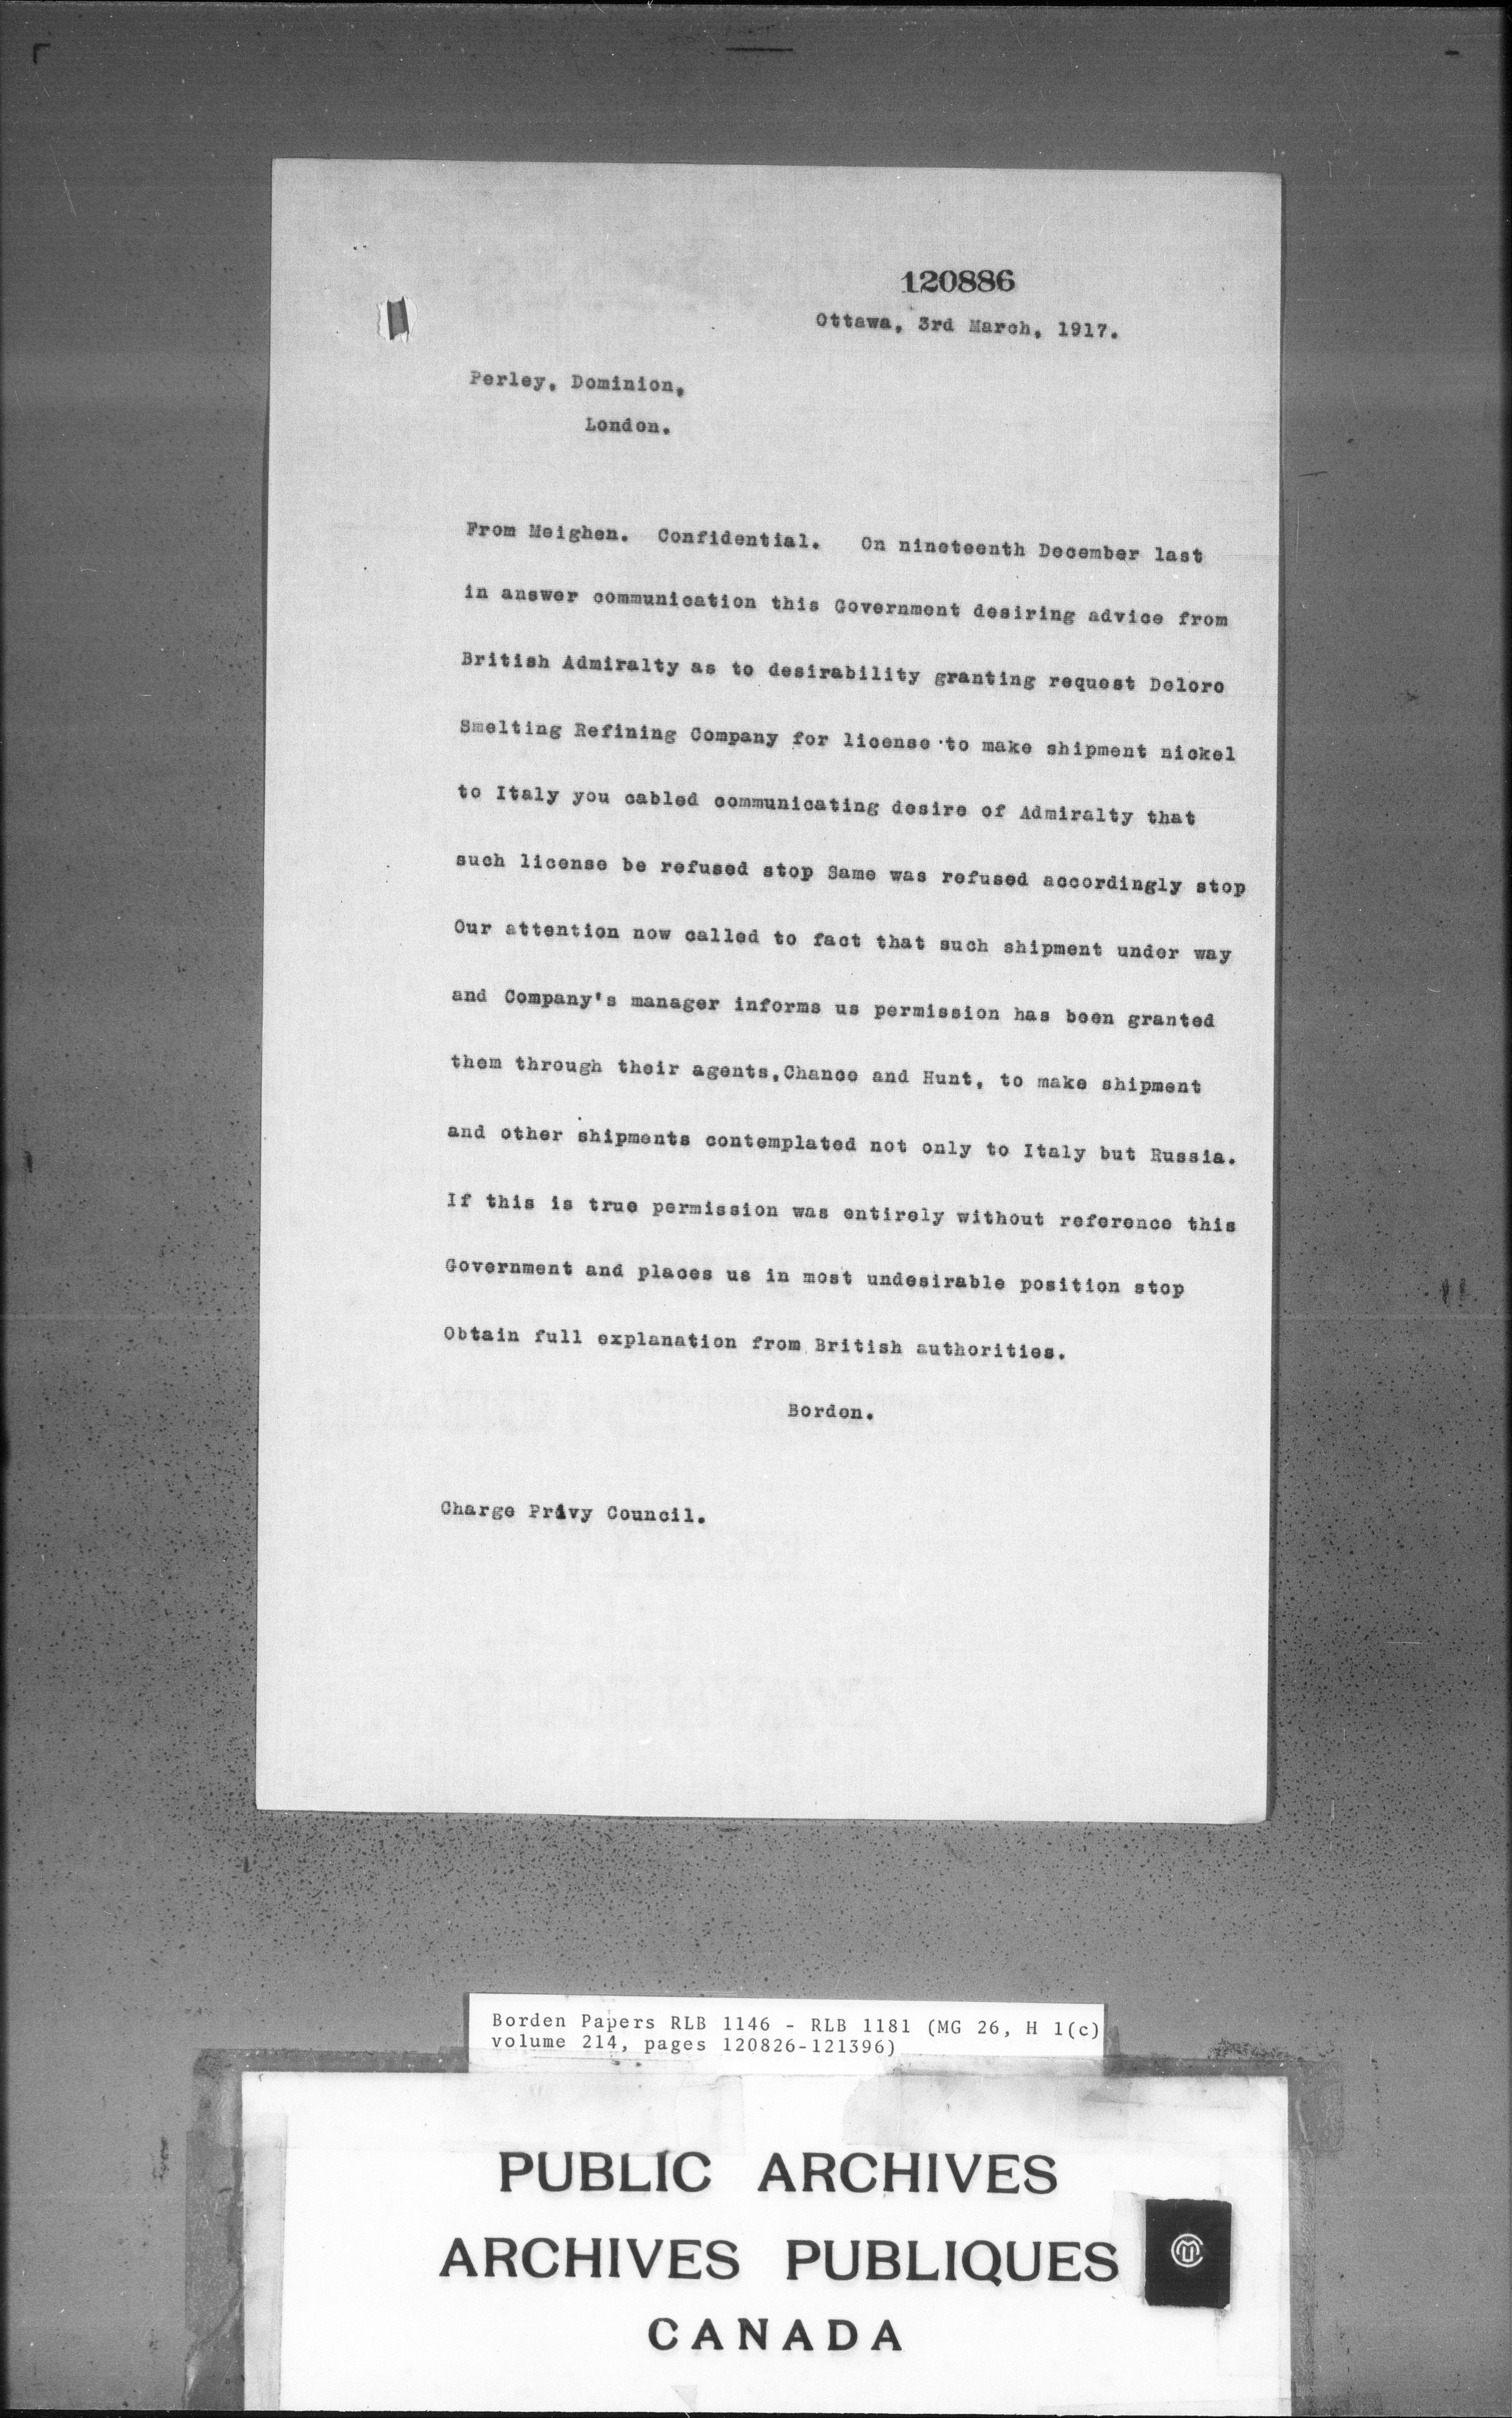 120886
Ottawa, 3rd March, 1917.
Perley, Dominion,
London.
From Meighen. Confidential. On nineteenth December last
in answer communication this Government desiring advice from
British Admiralty as to desirability granting request Deloro
Smelting Refining Company for license to make shipment nickel
to Italy you cabled communicating desire of Admiralty that
such license be refused stop Same was refused accordingly stop
Our attention now called to fact that such shipment under way
and Company's manager informs us permission has been granted
them through their agents, Chance and Hunt, to make shipment
and other shipments contemplated not only to Italy but Russia.
If this is true permission was entirely without reference this
Government and places us in most undesirable position stop
Obtain full explanation from British authorities.
Borden.
Charge Privy Council.
Borden Papers RLB 1146 - RLB 1181 (MG 26, H 1(c)
volume 214, pages 120826-121396)
PUBLIC ARCHIVES
ARCHIVES PUBLIQUES
CANADA